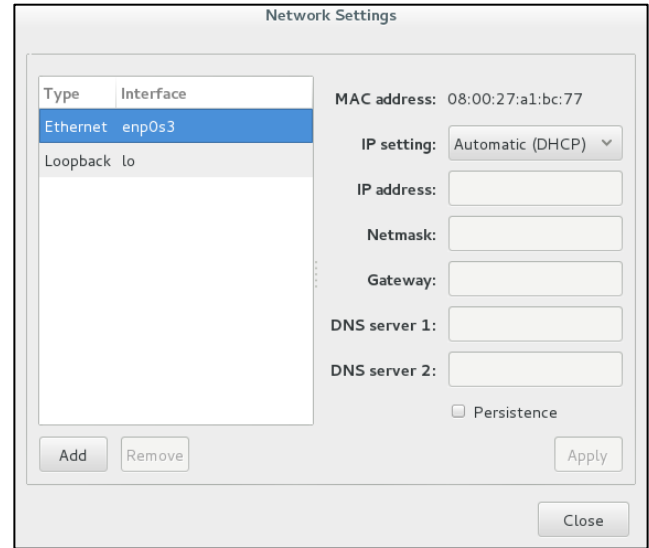 Network Settings
Type Interface
Ethernet enp0s3
Loopback lo
MAC address: 08:00:27:a1:bc:77
IP setting: Automatic (DHCP)
IP address:
Netmask:
Gateway:
DNS server 1:
DNS server 2:
Persistence
Add Remove
Apply
Close